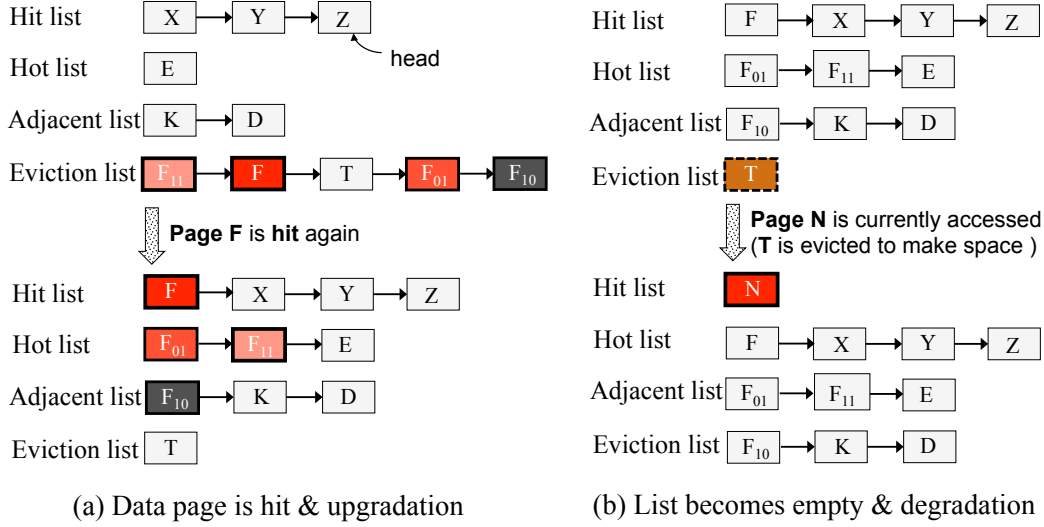 Hit list X Y Z
head
Hot list E
Adjacent list K D
Eviction list F11 F T F01 F10
Page F is hit again
Hit list F X Y Z
Hot list F01 F11 E
Adjacent list F10 K D
Eviction list T
(a) Data page is hit & upgradation
Hit list F X Y Z
Hot list F01 F11 E
Adjacent list F10 K D
Eviction list T
Page N is currently accessed
(T is evicted to make space )
Hit list N
Hot list F X Y Z
Adjacent list F01 F11 E
Eviction list F10 K D
(b) List becomes empty & degradation